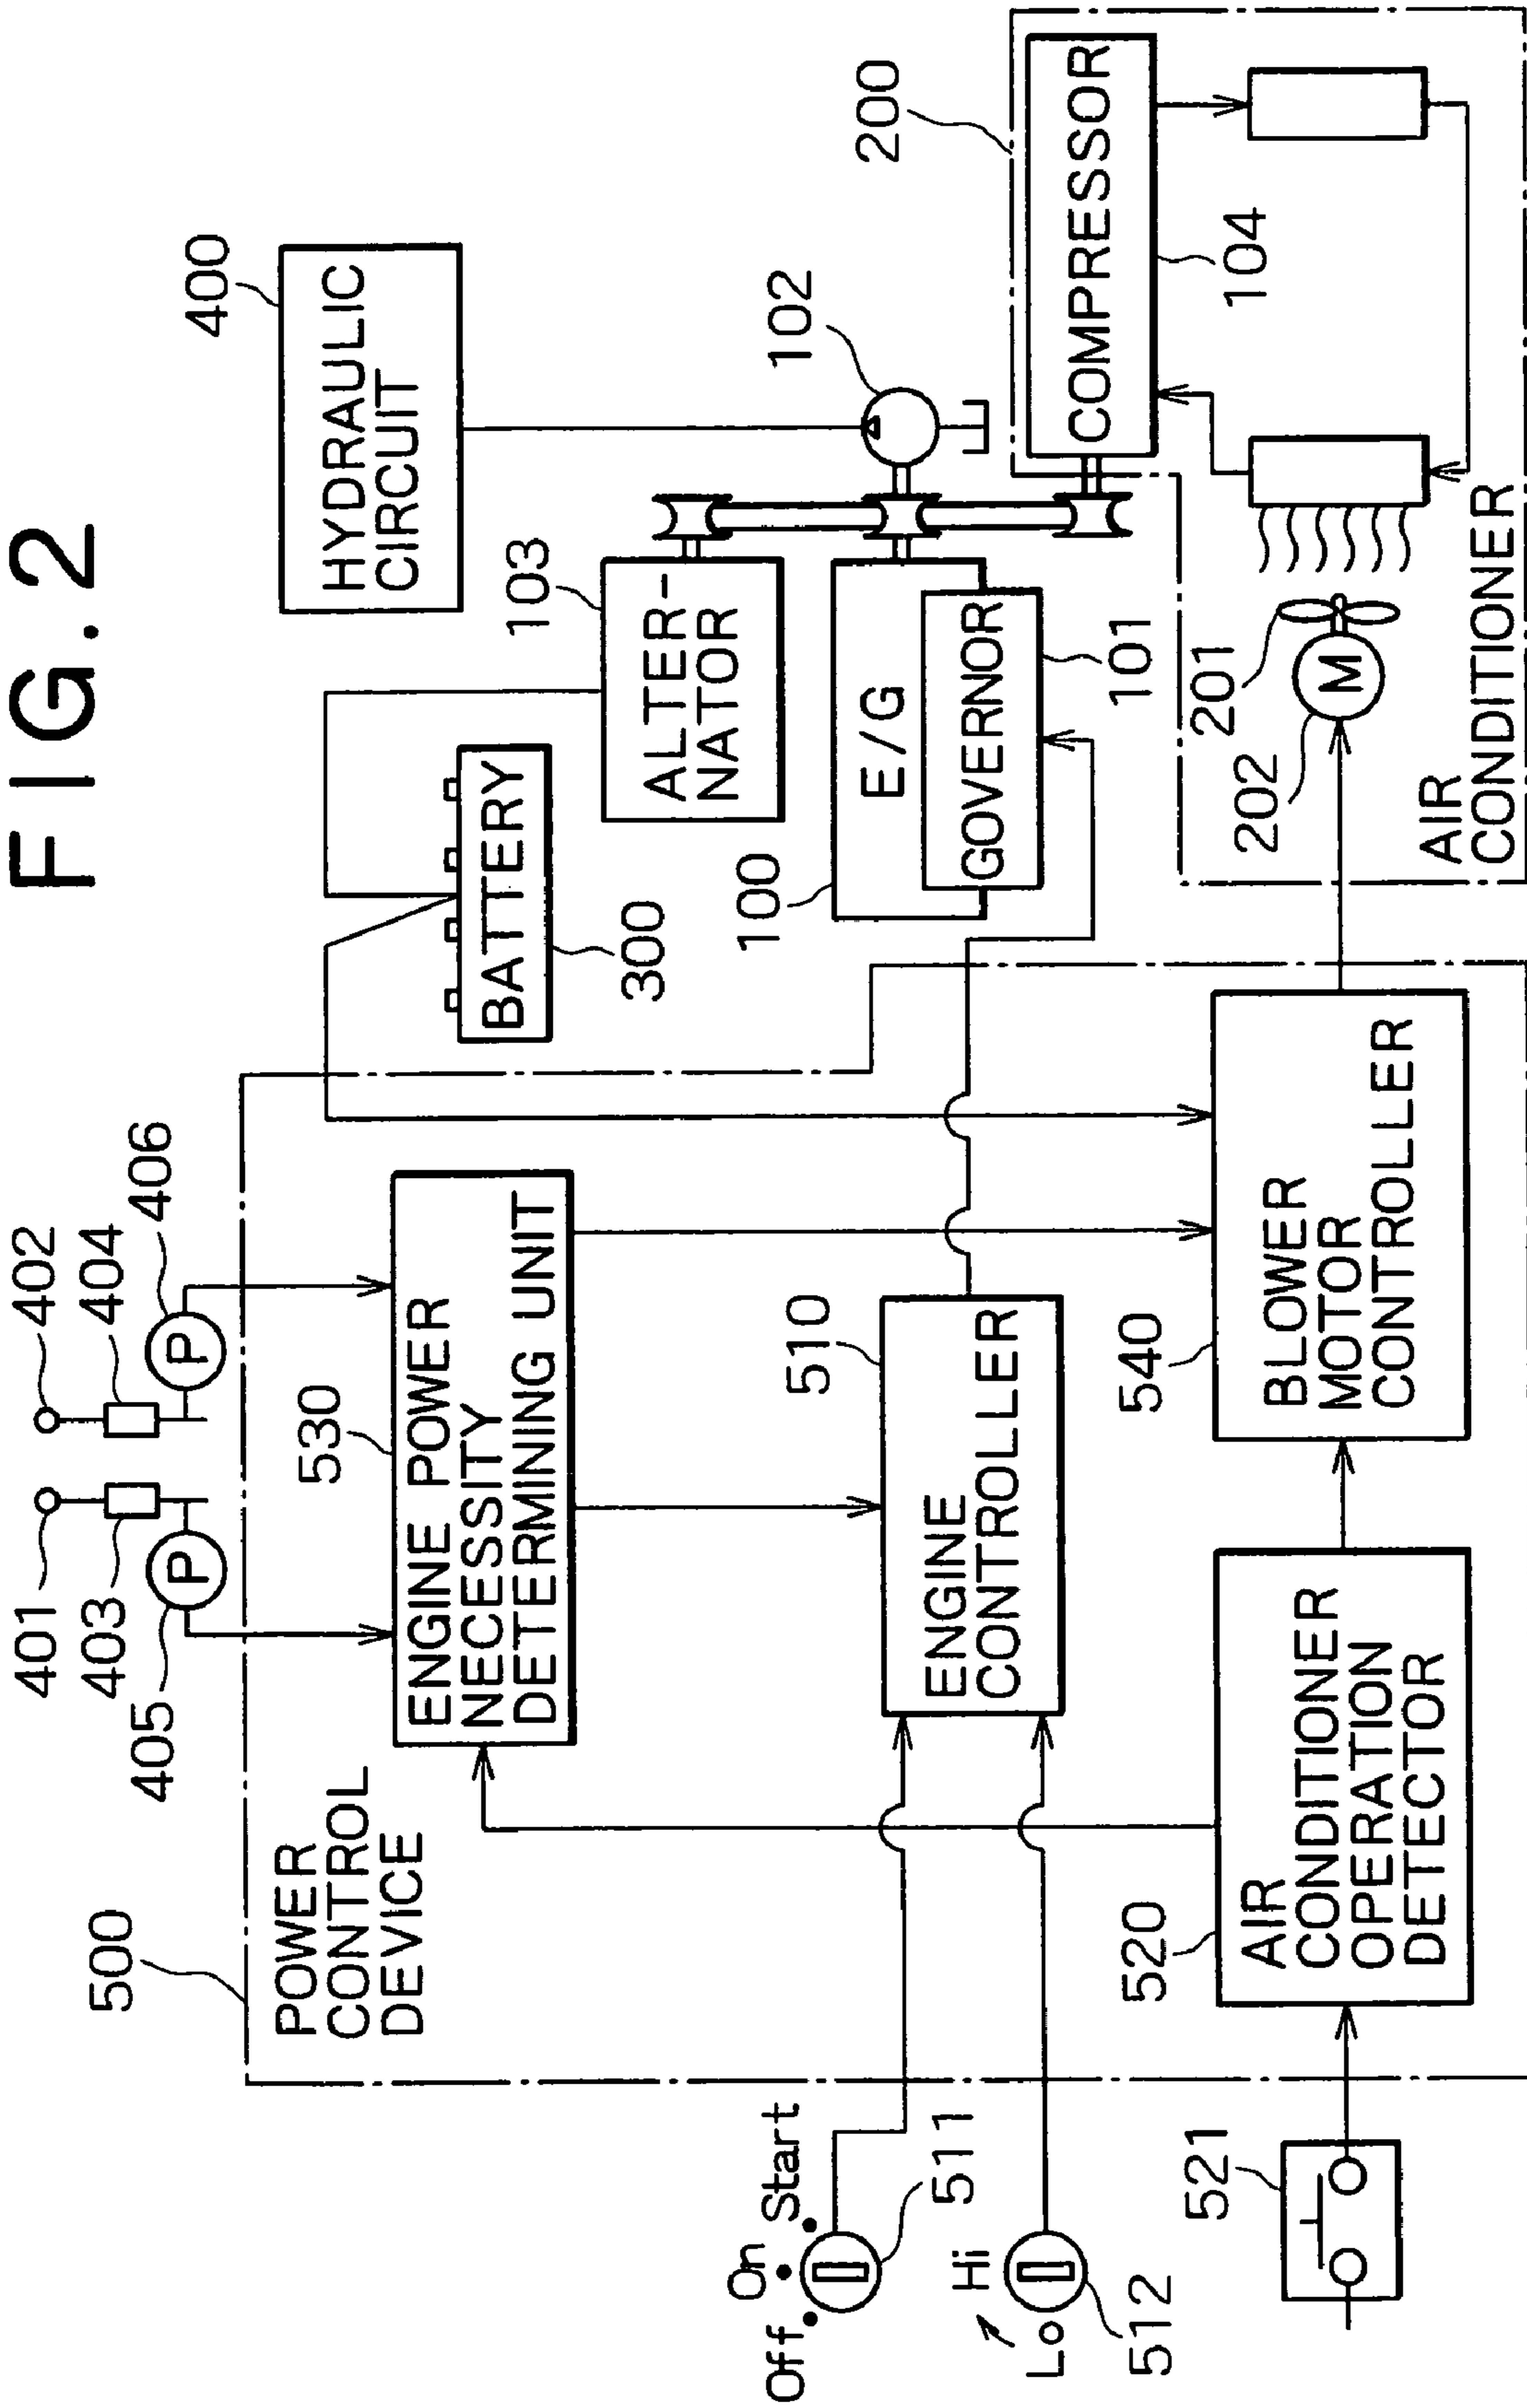 FIG. 2
401
402
403
404
405
406
400
HYDRAULIC
CIRCUIT
500
POWER
CONTROL
DEVICE
530
ENGINE POWER
NECESSITY
DETERMINING UNIT
P
P
BATTERY
300
103
ALTER-
NATOR
102
100
E/G
GOVERNOR
101
200
COMPRESSOR
104
Off
On
Start
511
Lo
Hi
512
510
ENGINE
CONTROLLER
521
520
AIR
CONDITIONER
OPERATION
DETECTOR
540
BLOWER
MOTOR
CONTROLLER
202
201
M
AIR
CONDITIONER